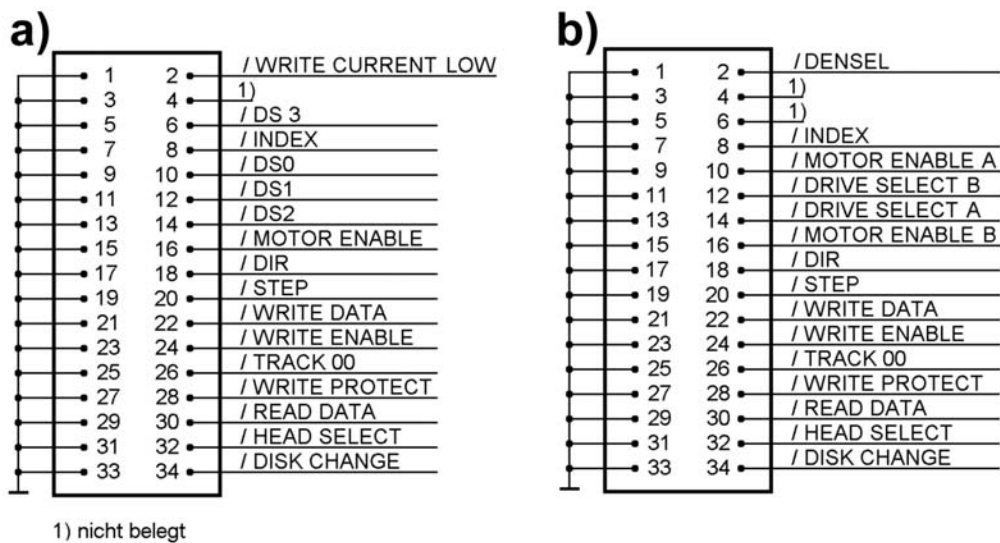 a)
1 2 / WRITE CURRENT LOW
3 4 1)
5 6 / DS 3
7 8 / INDEX
9 10 / DS0
11 12 / DS1
13 14 / DS2
15 16 / MOTOR ENABLE
17 18 / DIR
19 20 / STEP
21 22 / WRITE DATA
23 24 / WRITE ENABLE
25 26 / TRACK 00
27 28 / WRITE PROTECT
29 30 / READ DATA
31 32 / HEAD SELECT
33 34 / DISK CHANGE
1) nicht belegt
b)
1 2 / DENSEL
3 4 1)
5 6 1)
7 8 / INDEX
9 10 / MOTOR ENABLE A
11 12 / DRIVE SELECT B
13 14 / DRIVE SELECT A
15 16 / MOTOR ENABLE B
17 18 / DIR
19 20 / STEP
21 22 / WRITE DATA
23 24 / WRITE ENABLE
25 26 / TRACK 00
27 28 / WRITE PROTECT
29 30 / READ DATA
31 32 / HEAD SELECT
33 34 / DISK CHANGE